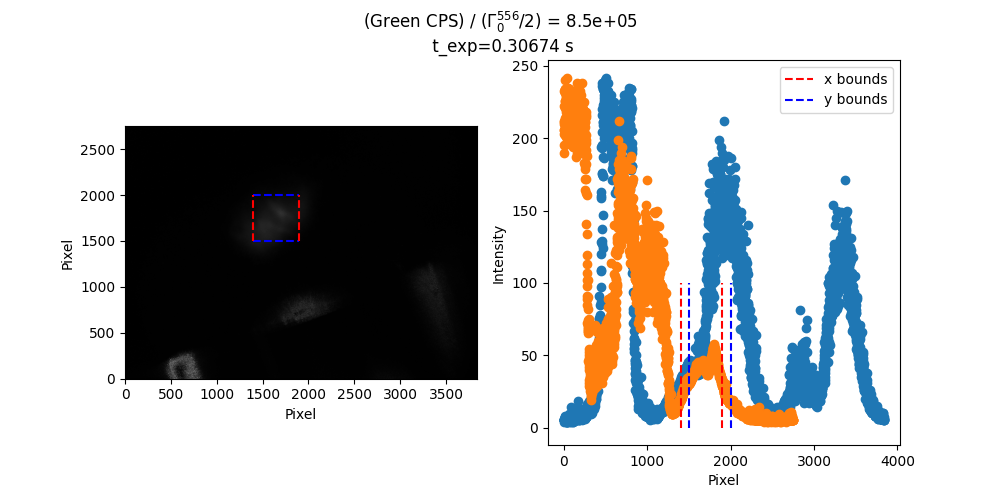 (Green CPS) / (Γ₀⁵⁵⁶/2) = 8.5e+05
t_exp=0.30674 s
2500
2000
1500
1000
500
0
0 500 1000 1500 2000 2500 3000 3500
Pixel
Pixel
250
200
150
100
50
0
0 1000 2000 3000 4000
Intensity
Pixel
x bounds
y bounds